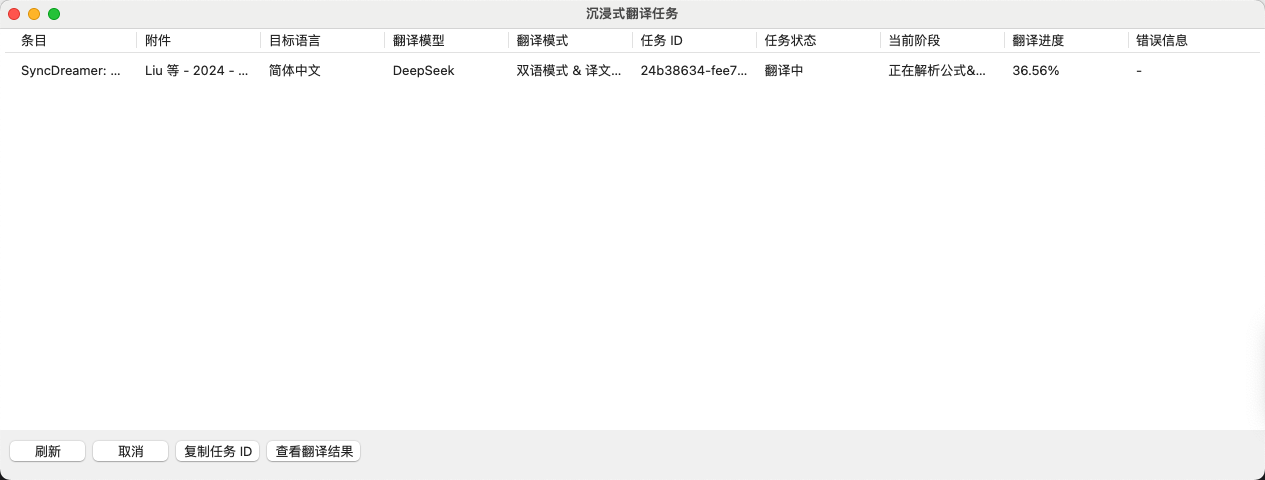 沉浸式翻译任务
条目 附件 目标语言 翻译模型 翻译模式 任务 ID 任务状态 当前阶段 翻译进度 错误信息
SyncDreamer: ... Liu 等 - 2024 - ... 简体中文 DeepSeek 双语模式 & 译文... 24b38634-fee7... 翻译中 正在解析公式&... 36.56% -
刷新 取消 复制任务 ID 查看翻译结果